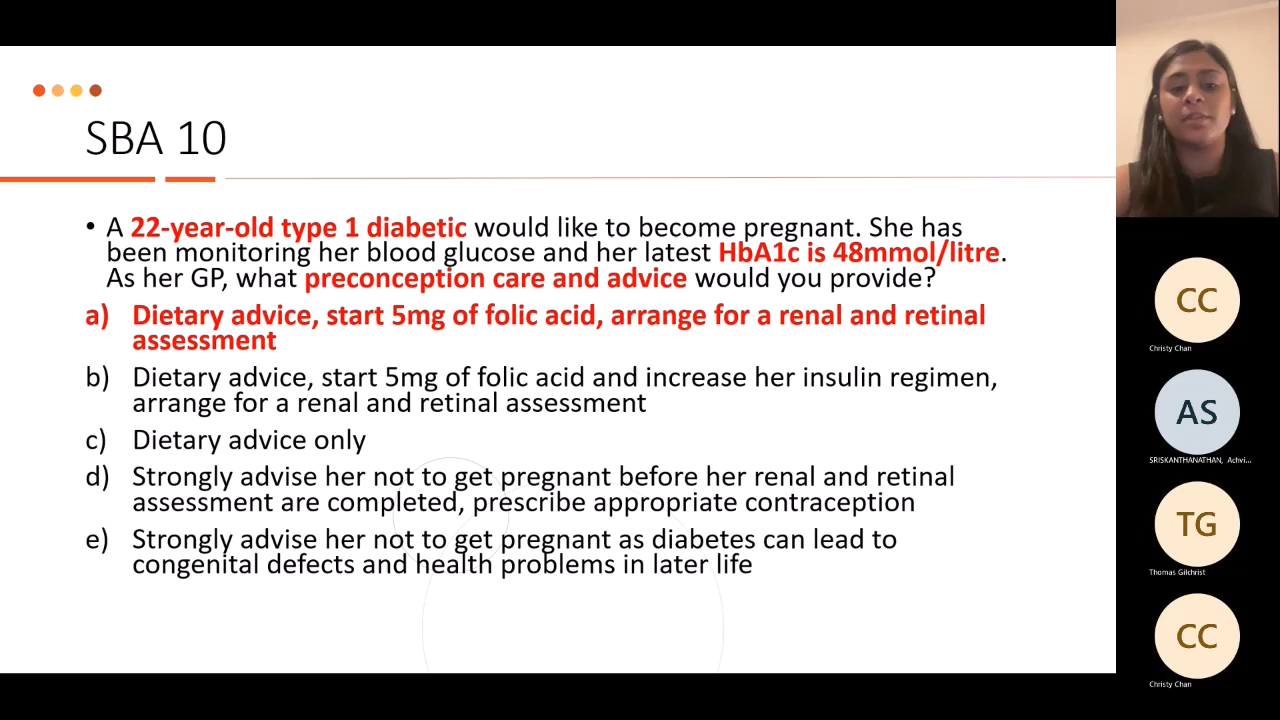 SBA 10
• A 22-year-old type 1 diabetic would like to become pregnant. She has
been monitoring her blood glucose and her latest HbA1c is 48mmol/litre.
As her GP, what preconception care and advice would you provide?
a) Dietary advice, start 5mg of folic acid, arrange for a renal and retinal
assessment
b) Dietary advice, start 5mg of folic acid and increase her insulin regimen,
arrange for a renal and retinal assessment
c) Dietary advice only
d) Strongly advise her not to get pregnant before her renal and retinal
assessment are completed, prescribe appropriate contraception
e) Strongly advise her not to get pregnant as diabetes can lead to
congenital defects and health problems in later life
CC
Christy Chan
AS
SRISKANTHANATHAN, Achvi...
TG
Thomas Gilchrist
CC
Christy Chan